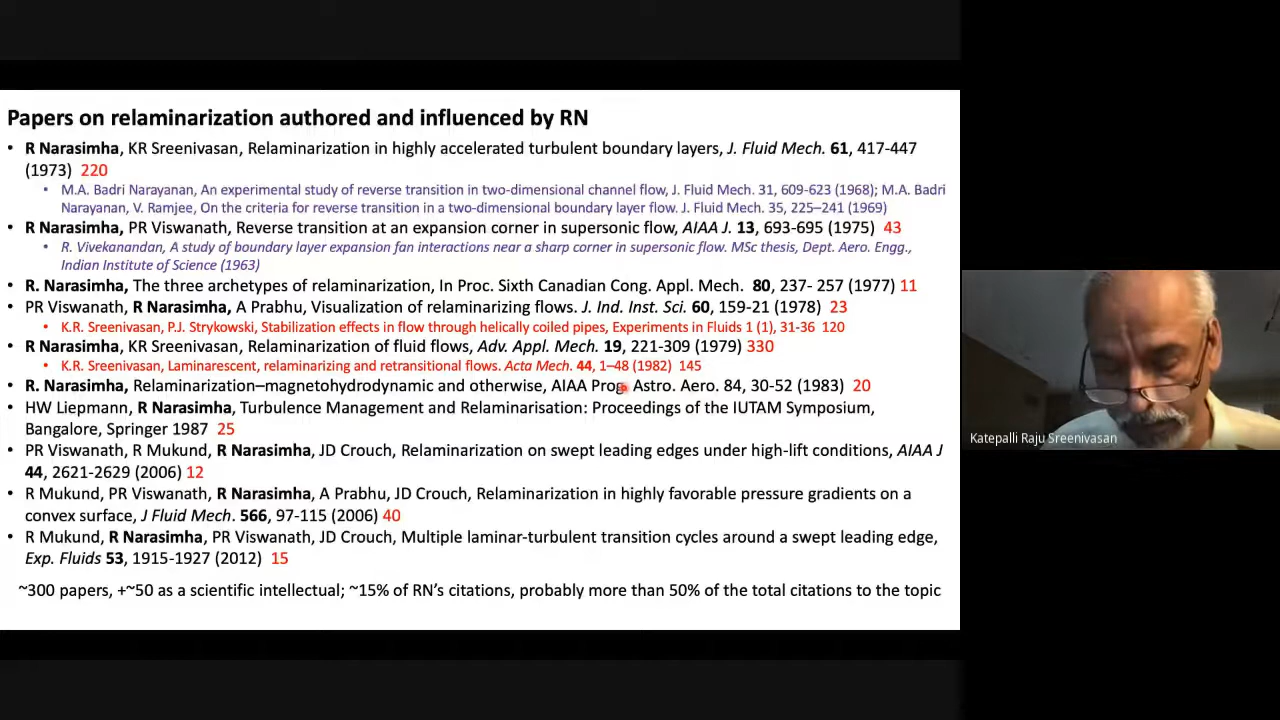 Papers on relaminarization authored and influenced by RN
• R Narasimha, KR Sreenivasan, Relaminarization in highly accelerated turbulent boundary layers, J. Fluid Mech. 61, 417-447
(1973) 220
• M.A. Badri Narayanan, An experimental study of reverse transition in two-dimensional channel flow, J. Fluid Mech. 31, 609-623 (1968); M.A. Badri
Narayanan, V. Ramjee, On the criteria for reverse transition in a two-dimensional boundary layer flow. J. Fluid Mech. 35, 225–241 (1969)
• R Narasimha, PR Viswanath, Reverse transition at an expansion corner in supersonic flow, AIAA J. 13, 693-695 (1975) 43
• R. Vivekanandan, A study of boundary layer expansion fan interactions near a sharp corner in supersonic flow. MSc thesis, Dept. Aero. Engg.,
Indian Institute of Science (1963)
• R. Narasimha, The three archetypes of relaminarization, In Proc. Sixth Canadian Cong. Appl. Mech. 80, 237- 257 (1977) 11
• PR Viswanath, R Narasimha, A Prabhu, Visualization of relaminarizing flows. J. Ind. Inst. Sci. 60, 159-21 (1978) 23
• K.R. Sreenivasan, P.J. Strykowski, Stabilization effects in flow through helically coiled pipes, Experiments in Fluids 1 (1), 31-36 120
• R Narasimha, KR Sreenivasan, Relaminarization of fluid flows, Adv. Appl. Mech. 19, 221-309 (1979) 330
• K.R. Sreenivasan, Laminarescent, relaminarizing and retransitional flows. Acta Mech. 44, 1–48 (1982) 145
• R. Narasimha, Relaminarization–magnetohydrodynamic and otherwise, AIAA Prog. Astro. Aero. 84, 30-52 (1983) 20
• HW Liepmann, R Narasimha, Turbulence Management and Relaminarisation: Proceedings of the IUTAM Symposium,
Bangalore, Springer 1987 25
• PR Viswanath, R Mukund, R Narasimha, JD Crouch, Relaminarization on swept leading edges under high-lift conditions, AIAA J
44, 2621-2629 (2006) 12
• R Mukund, PR Viswanath, R Narasimha, A Prabhu, JD Crouch, Relaminarization in highly favorable pressure gradients on a
convex surface, J Fluid Mech. 566, 97-115 (2006) 40
• R Mukund, R Narasimha, PR Viswanath, JD Crouch, Multiple laminar-turbulent transition cycles around a swept leading edge,
Exp. Fluids 53, 1915-1927 (2012) 15
~300 papers, +~50 as a scientific intellectual; ~15% of RN's citations, probably more than 50% of the total citations to the topic
Katepalli Raju Sreenivasan